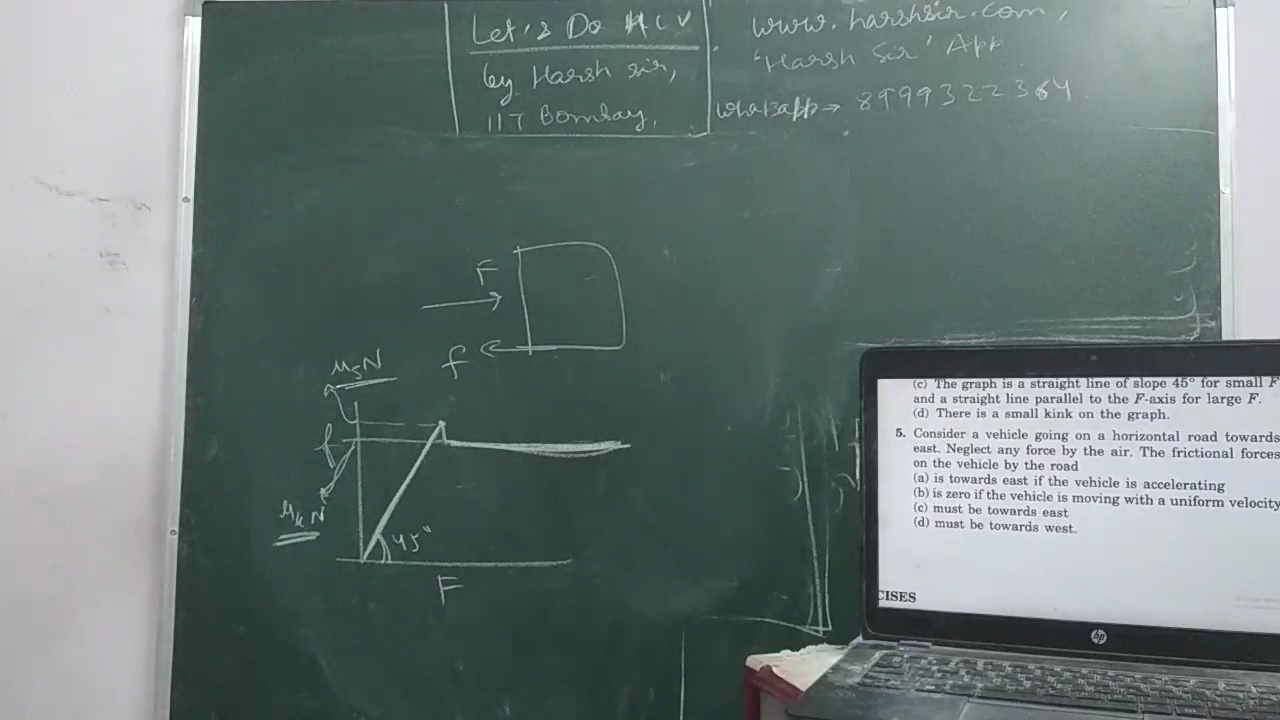 Let's Do HCV
by Harsh sir,
IIT Bombay,
www.harshsir.com,
'Harsh Sir' App
whatsapp → 8999322364
F
f
μsN
f
μkN
45°
F
(c) The graph is a straight line of slope 45° for small F
and a straight line parallel to the F-axis for large F.
(d) There is a small kink on the graph.
5. Consider a vehicle going on a horizontal road towards
east. Neglect any force by the air. The frictional forces
on the vehicle by the road
(a) is towards east if the vehicle is accelerating
(b) is zero if the vehicle is moving with a uniform velocity
(c) must be towards east
(d) must be towards west.
CISES
hp